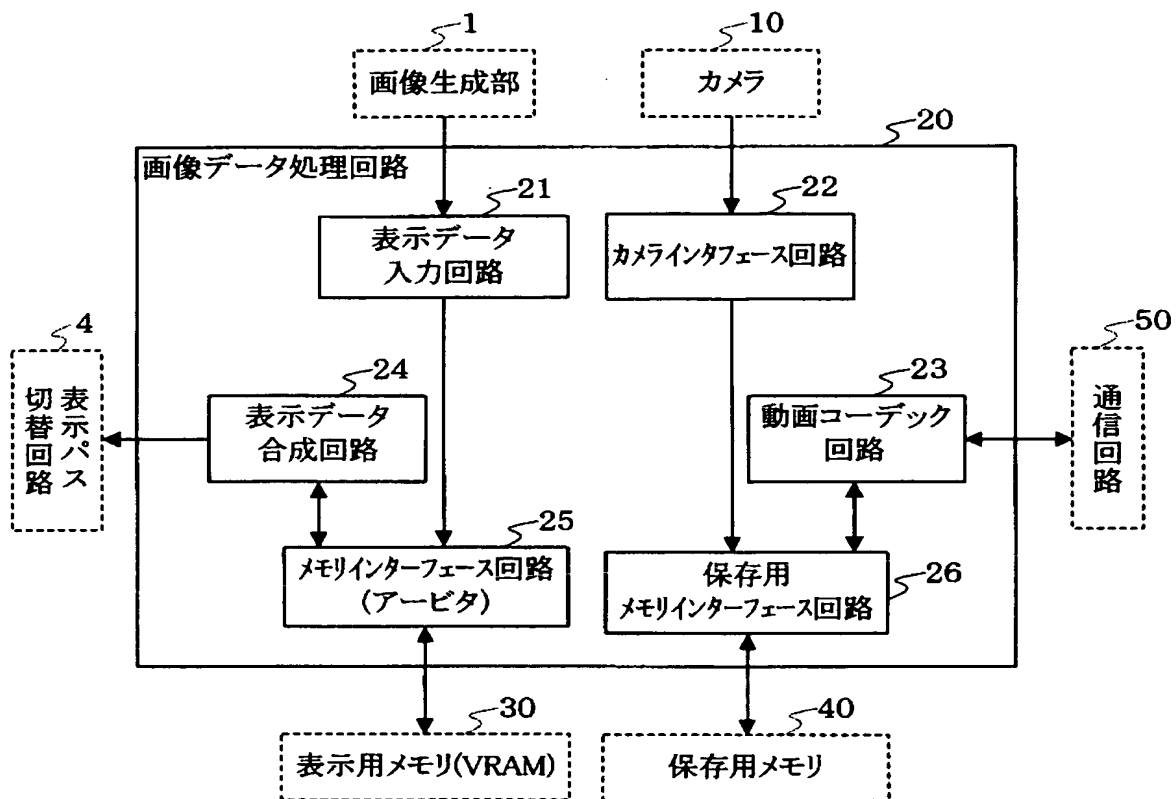 1
画像生成部
10
カメラ
20
画像データ処理回路
21
表示データ
入力回路
22
カメラインタフェース回路
4
表示パス
切替回路
24
表示データ
合成回路
23
動画コーデック
回路
50
通信回路
25
メモリインターフェース回路
(アービタ)
保存用
メモリインターフェース回路
26
30
表示用メモリ(VRAM)
40
保存用メモリ